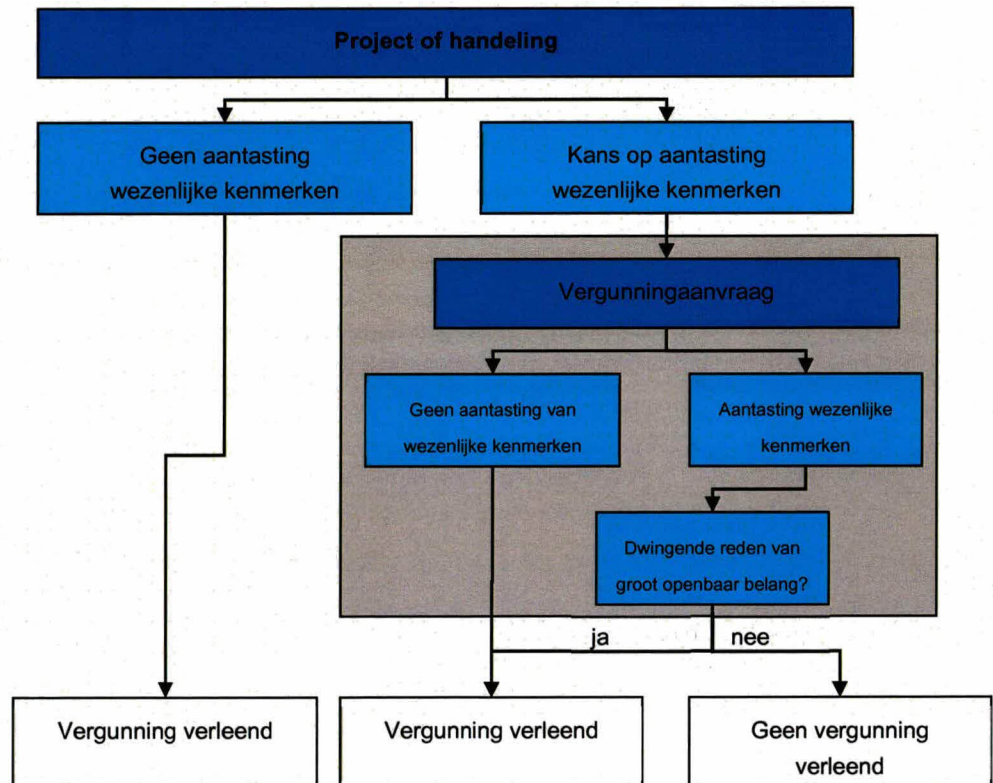 Project of handeling
Geen aantasting
wezenlijke kenmerken
Kans op aantasting
wezenlijke kenmerken
Vergunningaanvraag
Geen aantasting van
wezenlijke kenmerken
Aantasting wezenlijke
kenmerken
Dwingende reden van
groot openbaar belang?
ja
nee
Vergunning verleend
Vergunning verleend
Geen vergunning
verleend